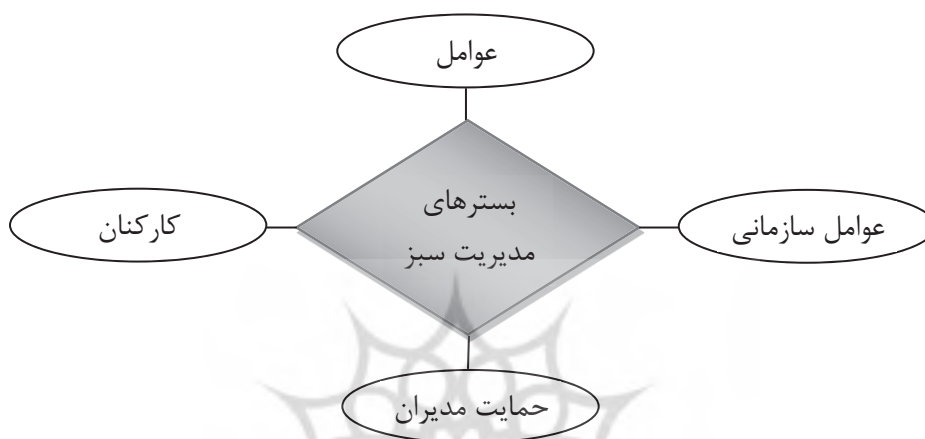 عوامل
بسترهای
مدیریت سبز
عوامل سازمانی
کارکنان
حمایت مدیران